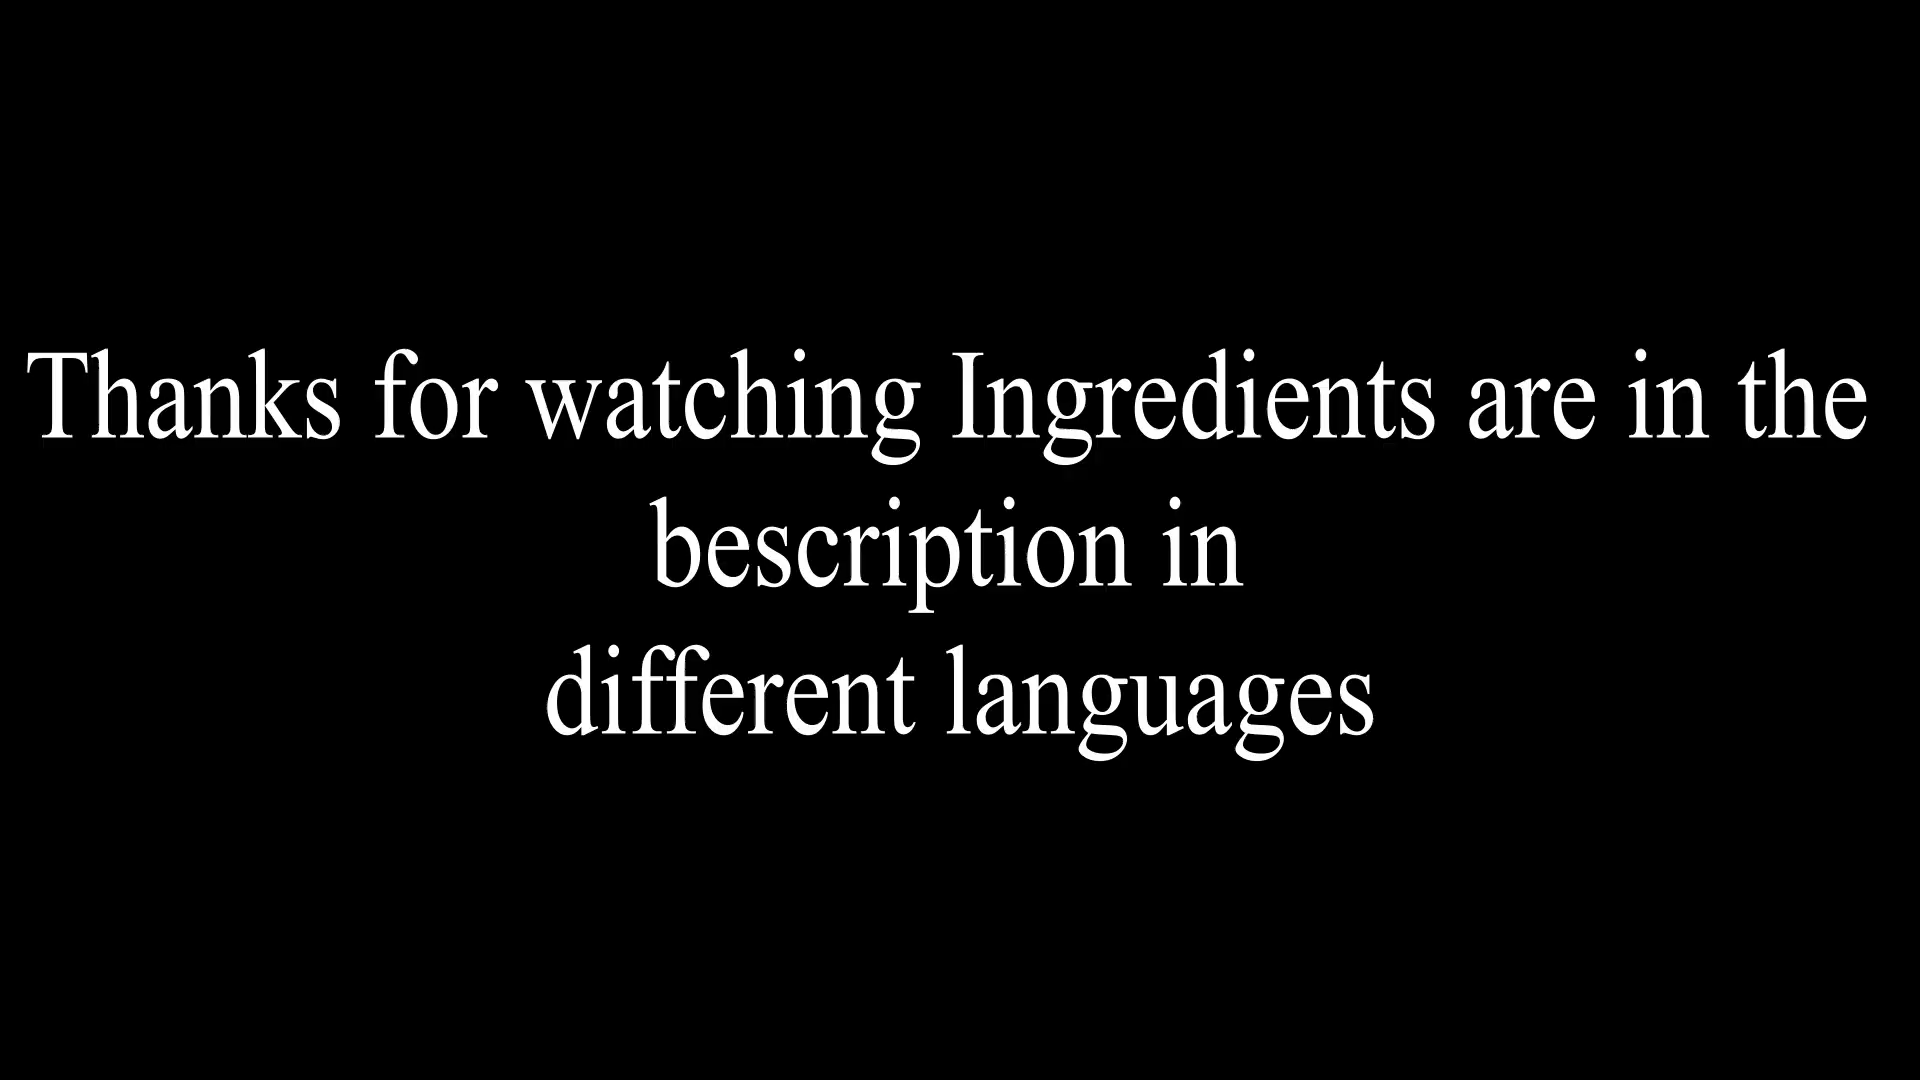 Thanks for watching Ingredients are in the
bescription in
different languages